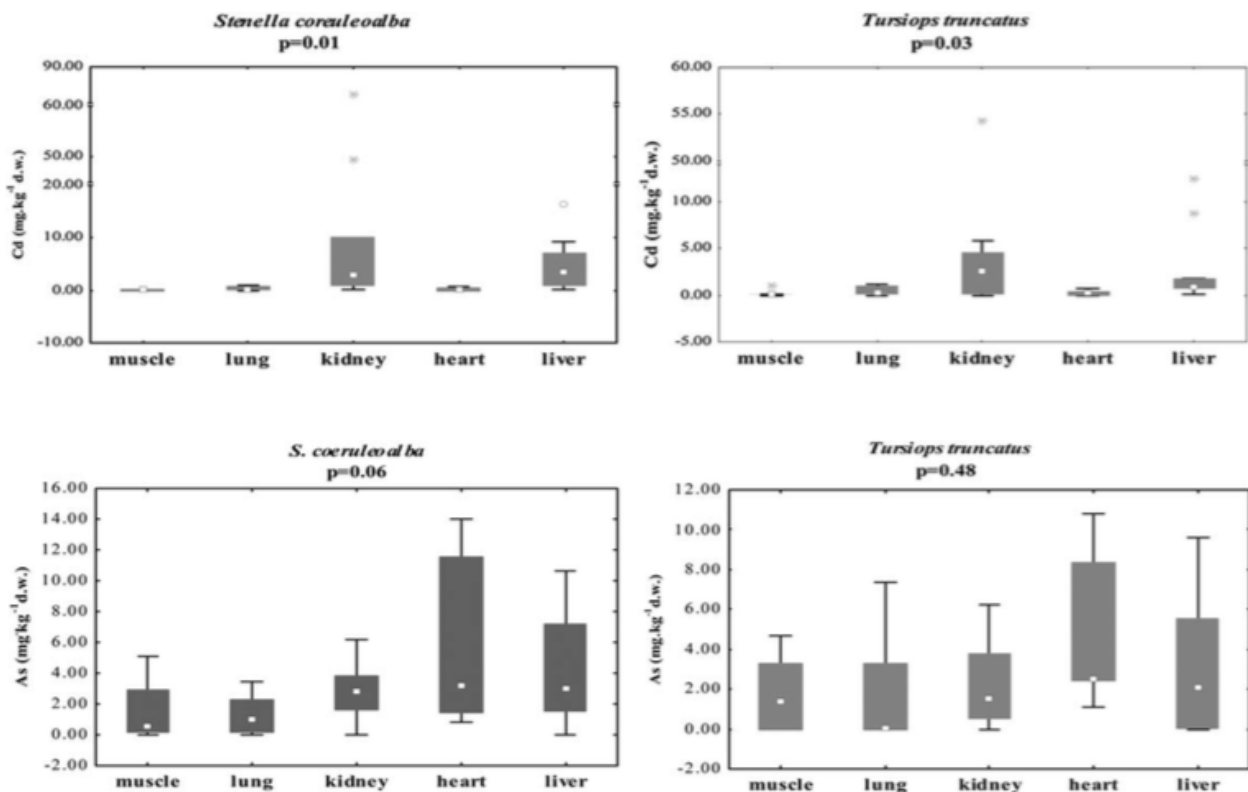 Stenella coreuleoalba
p=0.01
Cd (mg.kg-1d.w.)
90.00
60.00
50.00
20.00
10.00
0.00
-10.00
muscle lung kidney heart liver
Tursiops truncatus
p=0.03
Cd (mg.kg-1d.w.)
60.00
55.00
50.00
10.00
5.00
0.00
-5.00
muscle lung kidney heart liver
S. coeruleoalba
p=0.06
As (mg.kg-1d.w.)
16.00
14.00
12.00
10.00
8.00
6.00
4.00
2.00
0.00
-2.00
muscle lung kidney heart liver
Tursiops truncatus
p=0.48
As (mg.kg-1d.w.)
12.00
10.00
8.00
6.00
4.00
2.00
0.00
-2.00
muscle lung kidney heart liver